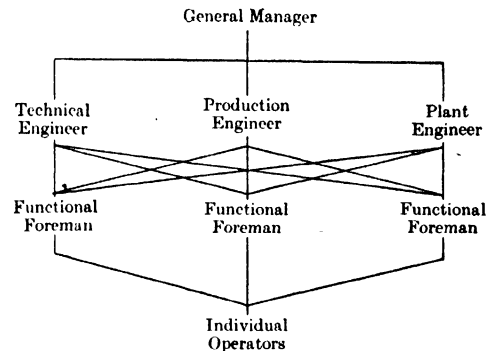 General Manager
Technical
Engineer
Production
Engineer
Plant
Engineer
Functional
Foreman
Functional
Foreman
Functional
Foreman
Individual
Operators